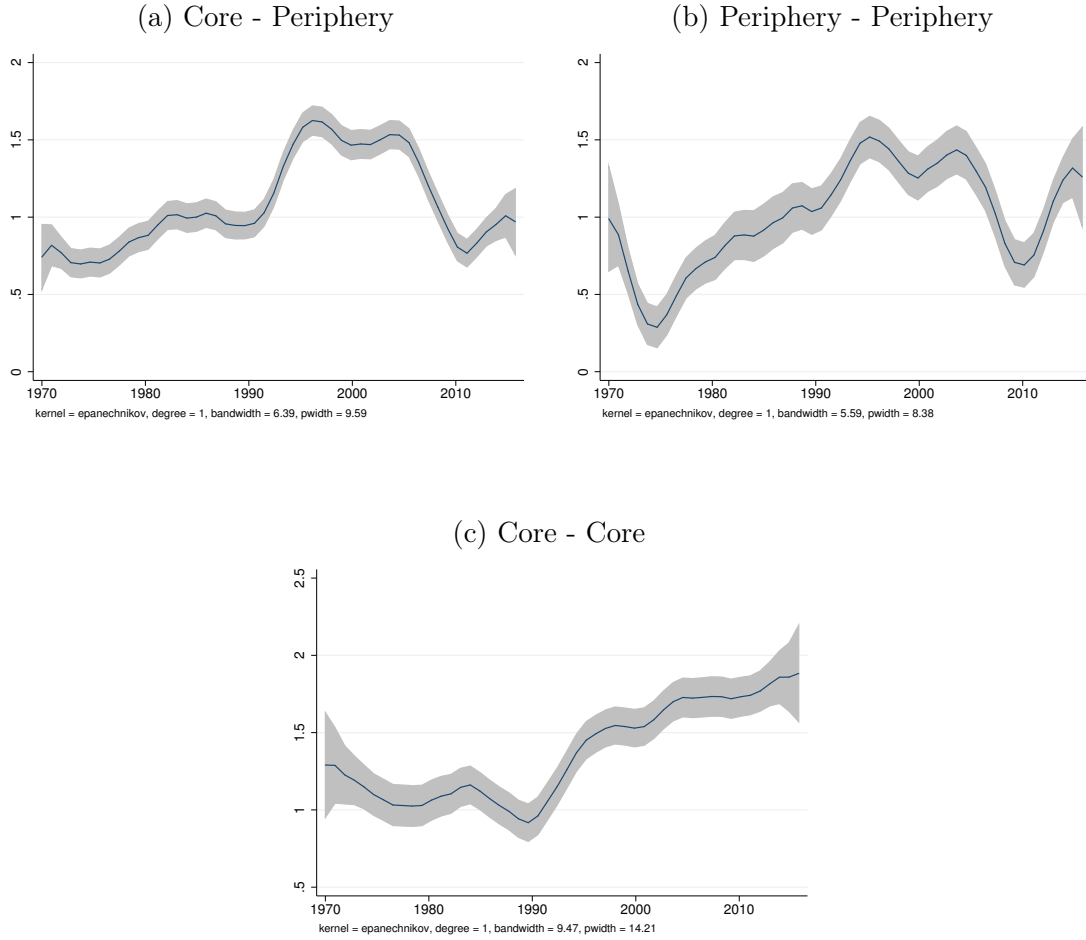 (a) Core - Periphery
2
1.5
1
.5
0
1970 1980 1990 2000 2010
kernel = epanechnikov, degree = 1, bandwidth = 6.39, pwidth = 9.59
(b) Periphery - Periphery
2
1.5
1
.5
0
1970 1980 1990 2000 2010
kernel = epanechnikov, degree = 1, bandwidth = 5.59, pwidth = 8.38
(c) Core - Core
2.5
2
1.5
1
.5
1970 1980 1990 2000 2010
kernel = epanechnikov, degree = 1, bandwidth = 9.47, pwidth = 14.21